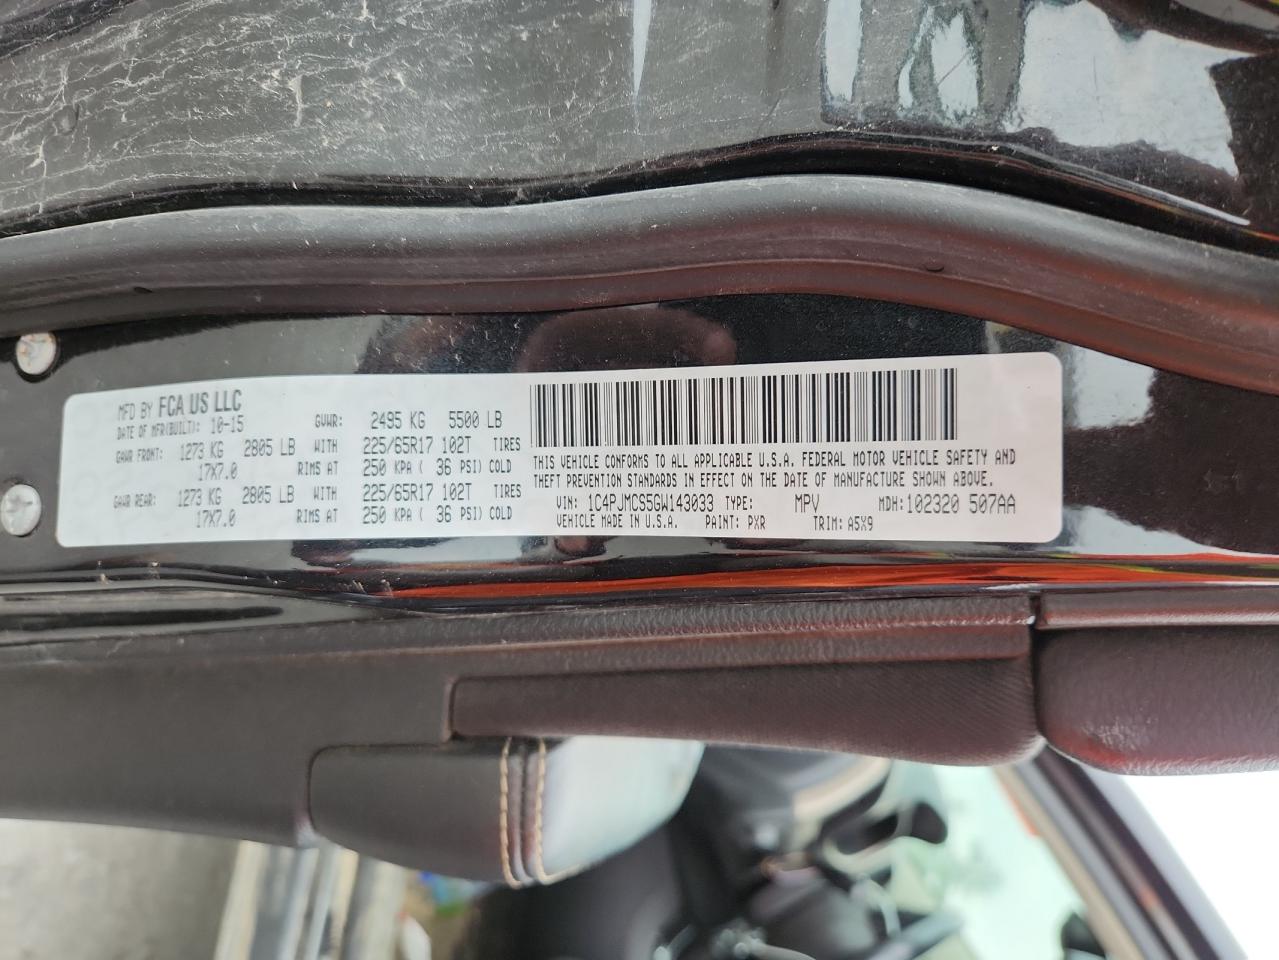 MFD BY FCA US LLC
DATE OF MFR(BUILT): 10-15 GVWR: 2495 KG 5500 LB
GAWR FRONT: 1273 KG 2805 LB WITH 225/65R17 102T TIRES
17X7.0 RIMS AT 250 KPA ( 36 PSI) COLD
GAWR REAR: 1273 KG 2805 LB WITH 225/65R17 102T TIRES
17X7.0 RIMS AT 250 KPA ( 36 PSI) COLD
THIS VEHICLE CONFORMS TO ALL APPLICABLE U.S.A. FEDERAL MOTOR VEHICLE SAFETY AND
THEFT PREVENTION STANDARDS IN EFFECT ON THE DATE OF MANUFACTURE SHOWN ABOVE.
VIN: 1C4PJMCS5GW143033 TYPE: MPV MDH: 102320 507AA
VEHICLE MADE IN U.S.A. PAINT: PXR TRIM: A5X9